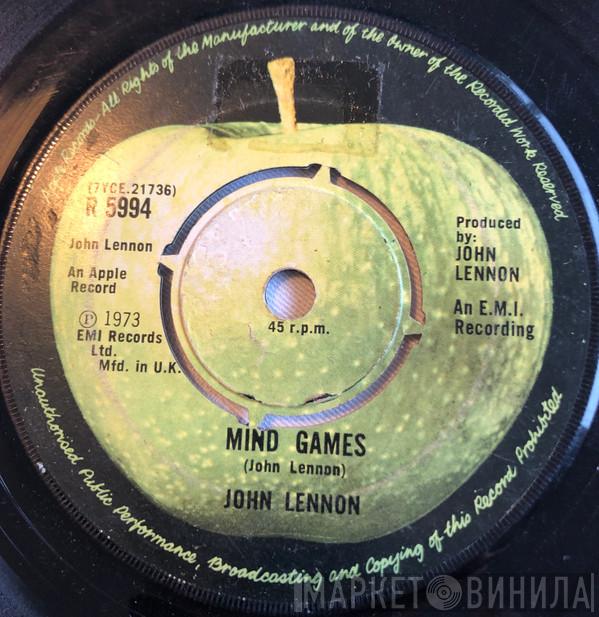 Apple Records-All Rights of the Manufacturer and of the Owner of the Recorded Work Reserved
(7YCE.21736)
R 5994
John Lennon
An Apple
Record
Ⓟ 1973
EMI Records
Ltd.
Mfd. in U.K.
45 r.p.m.
Produced
by:
JOHN
LENNON
An E.M.I.
Recording
MIND GAMES
(John Lennon)
JOHN LENNON
Unauthorised Public Performance, Broadcasting and Copying of this Record Prohibited
МАРКЕТ ВИНИЛА